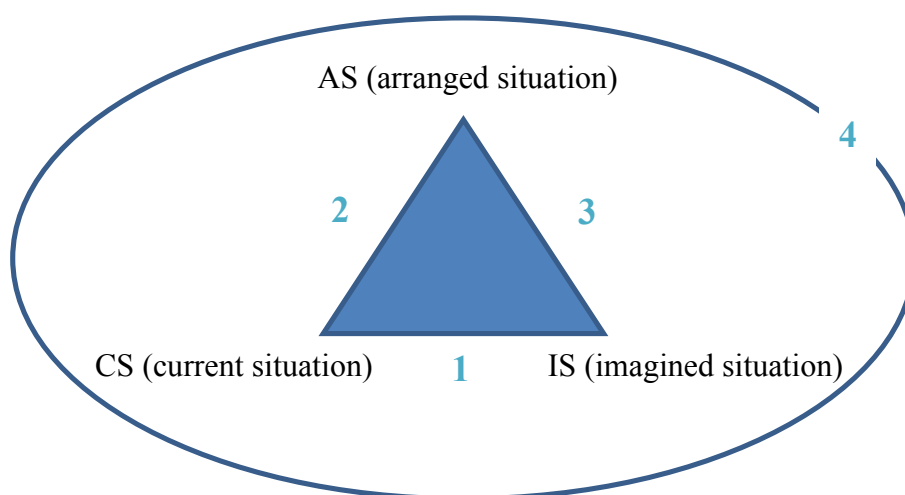 AS (arranged situation)
4
2
3
CS (current situation)
1
IS (imagined situation)